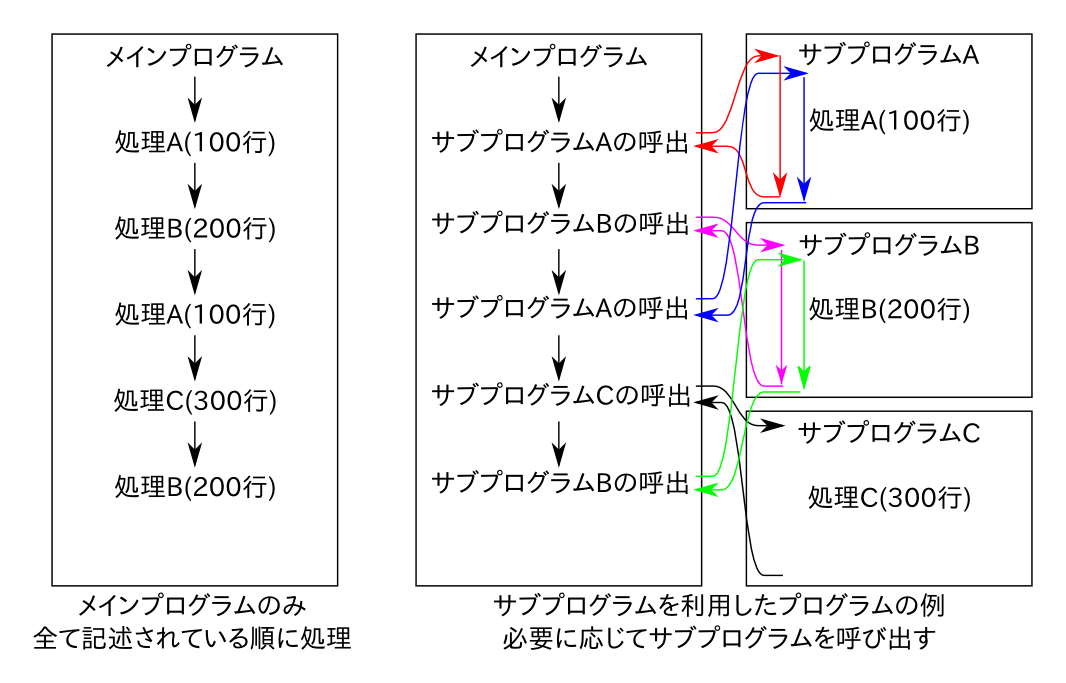 メインプログラム
処理A(100行)
処理B(200行)
処理A(100行)
処理C(300行)
処理B(200行)
メインプログラムのみ
全て記述されている順に処理
メインプログラム
サブプログラムAの呼出
サブプログラムBの呼出
サブプログラムAの呼出
サブプログラムCの呼出
サブプログラムBの呼出
サブプログラムA
処理A(100行)
サブプログラムB
処理B(200行)
サブプログラムC
処理C(300行)
サブプログラムを利用したプログラムの例
必要に応じてサブプログラムを呼び出す